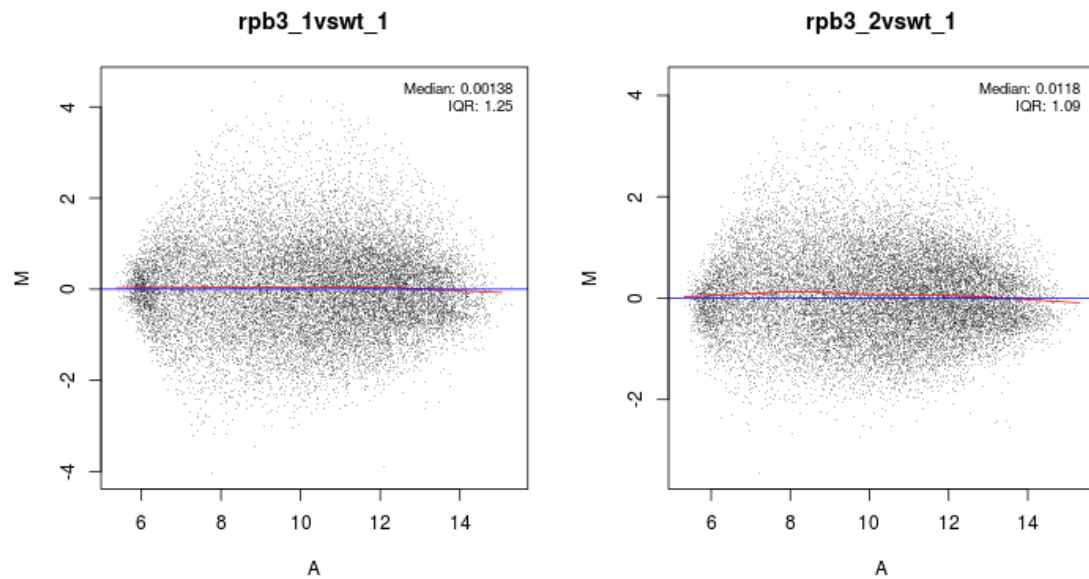 rpb3_1vswt_1
Median: 0.00138
IQR: 1.25
M
4
2
0
-2
-4
6 8 10 12 14
A
rpb3_2vswt_1
Median: 0.0118
IQR: 1.09
M
4
2
0
-2
6 8 10 12 14
A